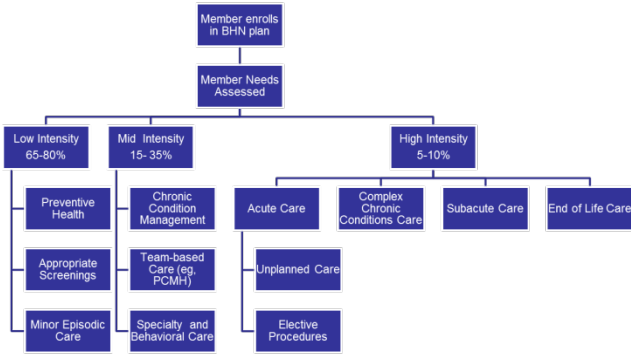 Member enrolls
in BHN plan
Member Needs
Assessed
Low Intensity
65-80%
Mid Intensity
15- 35%
High Intensity
5-10%
Preventive
Health
Chronic
Condition
Management
Acute Care
Complex
Chronic
Conditions Care
Subacute Care
End of Life Care
Appropriate
Screenings
Team-based
Care (eg,
PCMH)
Unplanned Care
Minor Episodic
Care
Specialty and
Behavioral Care
Elective
Procedures